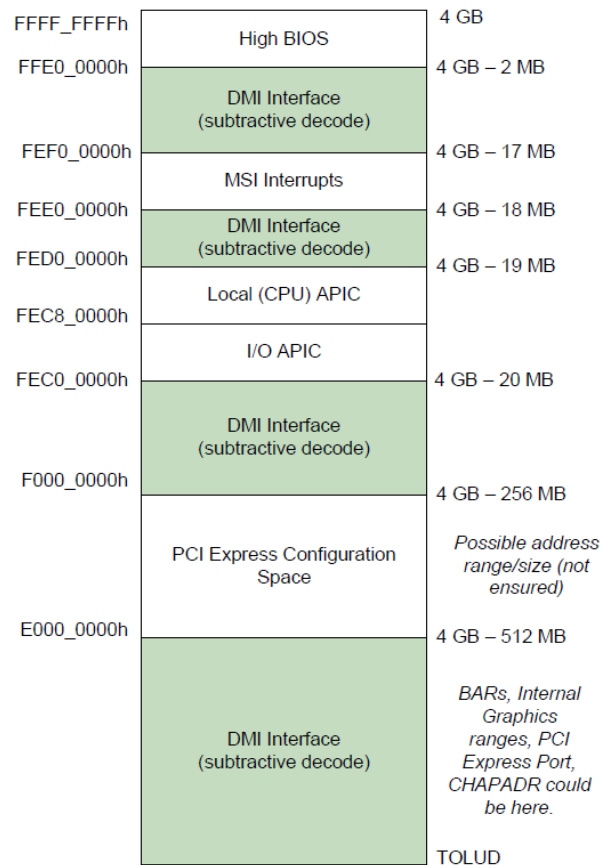 FFFF_FFFFh
4 GB
High BIOS
FFE0_0000h
4 GB – 2 MB
DMI Interface
(subtractive decode)
FEF0_0000h
4 GB – 17 MB
MSI Interrupts
FEE0_0000h
4 GB – 18 MB
DMI Interface
(subtractive decode)
FED0_0000h
4 GB – 19 MB
Local (CPU) APIC
FEC8_0000h
I/O APIC
FEC0_0000h
4 GB – 20 MB
DMI Interface
(subtractive decode)
F000_0000h
4 GB – 256 MB
PCI Express Configuration
Space
Possible address
range/size (not
ensured)
E000_0000h
4 GB – 512 MB
DMI Interface
(subtractive decode)
BARs, Internal
Graphics
ranges, PCI
Express Port,
CHAPADR could
be here.
TOLUD